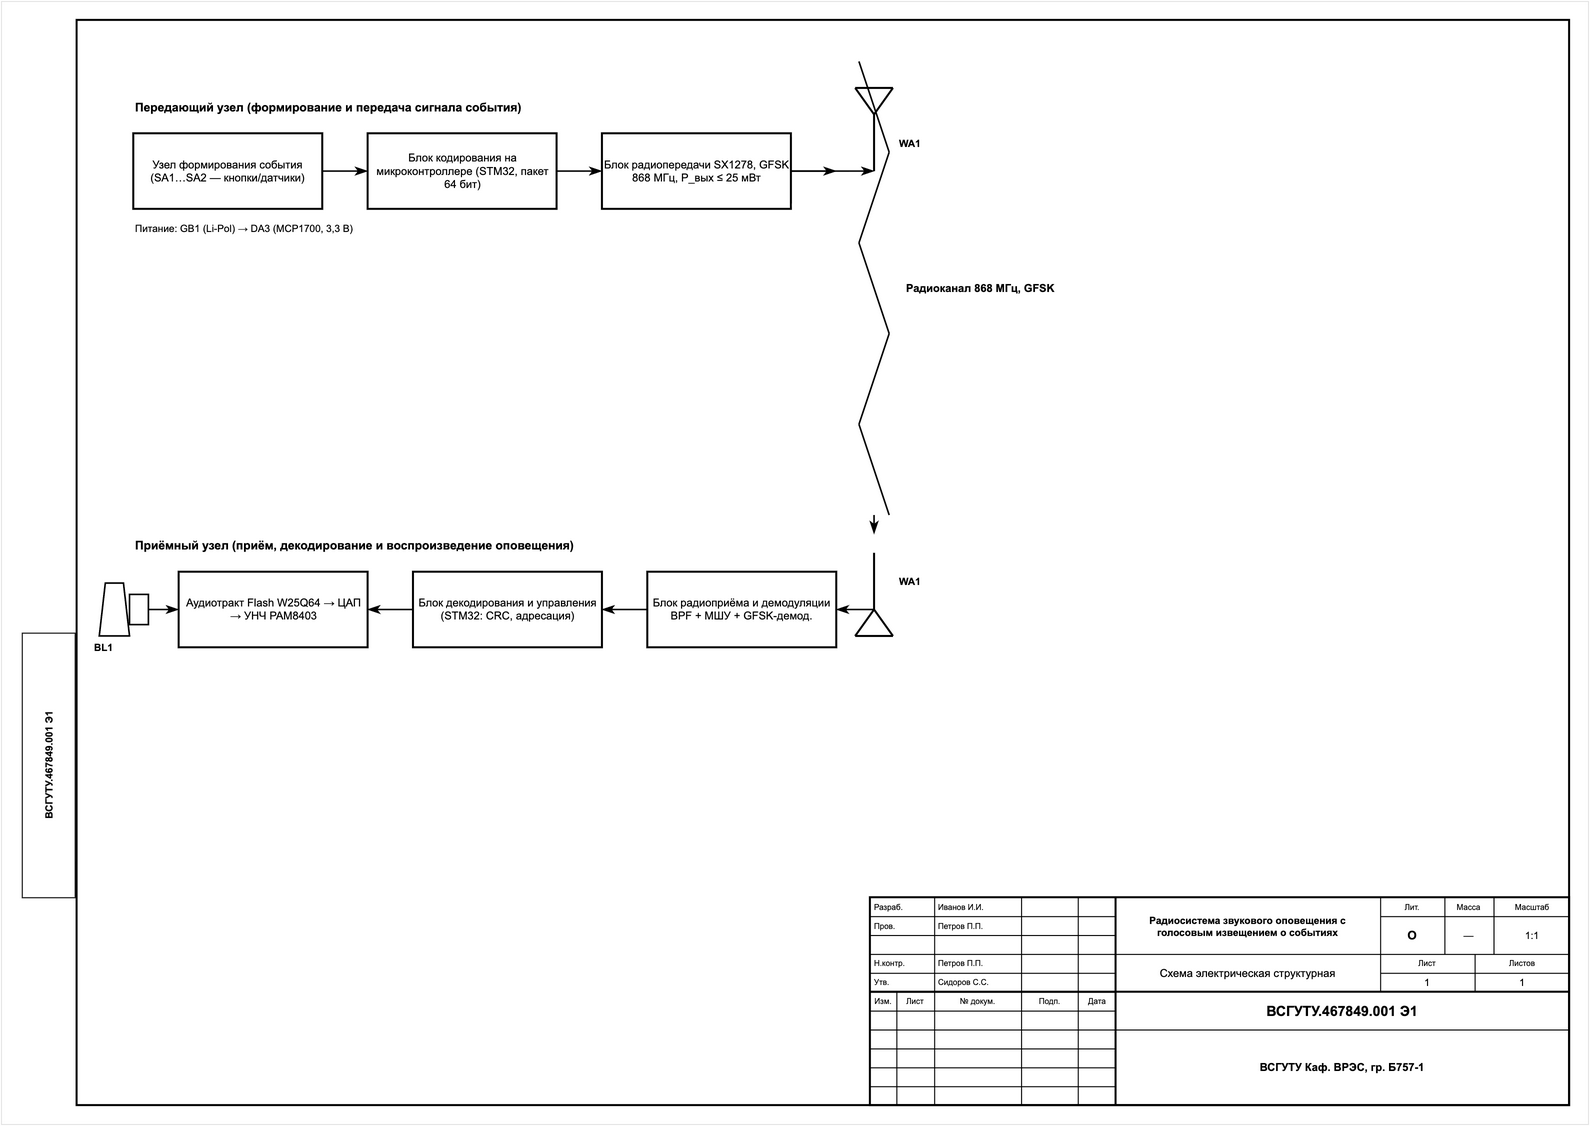 Передающий узел (формирование и передача сигнала события)
Узел формирования события
(SA1...SA2 — кнопки/датчики)
Блок кодирования на
микроконтроллере (STM32, пакет
64 бит)
Блок радиопередачи SX1278, GFSK
868 МГц, P_вых ≤ 25 мВт
WA1
Питание: GB1 (Li-Pol) → DA3 (MCP1700, 3,3 В)
Радиоканал 868 МГц, GFSK
Приёмный узел (приём, декодирование и воспроизведение оповещения)
BL1
Аудиотракт Flash W25Q64 → ЦАП
→ УНЧ PAM8403
Блок декодирования и управления
(STM32: CRC, адресация)
Блок радиоприёма и демодуляции
BPF + МШУ + GFSK-демод.
WA1
ВСГУТУ.467849.001 Э1
Разраб. Иванов И.И.
Пров. Петров П.П.
Н.контр. Петров П.П.
Утв. Сидоров С.С.
Изм. Лист № докум. Подп. Дата
Радиосистема звукового оповещения с
голосовым извещением о событиях
Схема электрическая структурная
Лит. Масса Масштаб
О — 1:1
Лист Листов
1 1
ВСГУТУ.467849.001 Э1
ВСГУТУ Каф. ВРЭС, гр. Б757-1